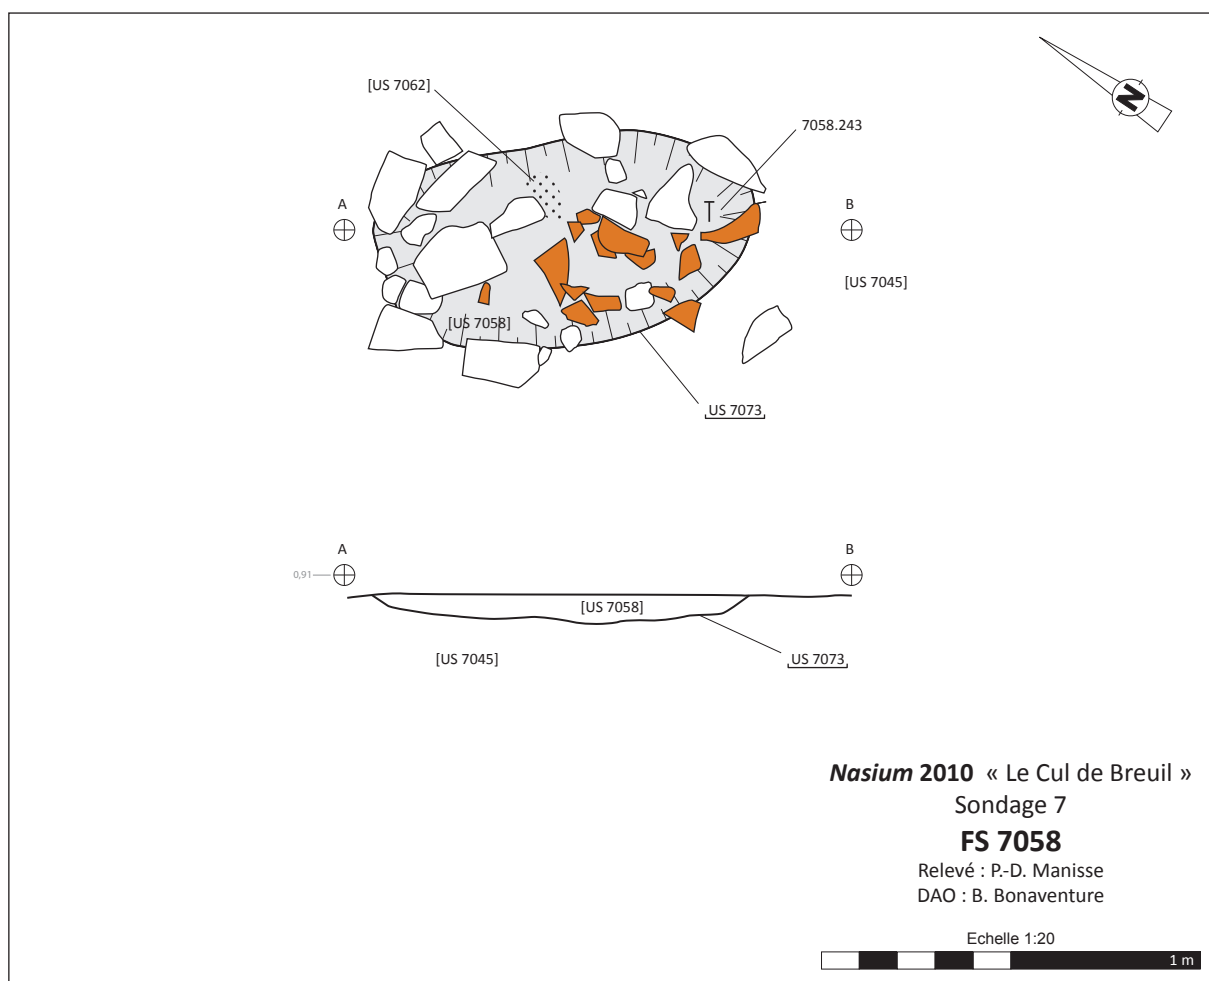 [US 7062]
7058.243
N
A
B
T
[US 7045]
[US 7058]
US 7073
A
B
0,91
[US 7058]
[US 7045]
US 7073
Nasium 2010 « Le Cul de Breuil »
Sondage 7
FS 7058
Relevé : P.-D. Manisse
DAO : B. Bonaventure
Echelle 1:20
1 m